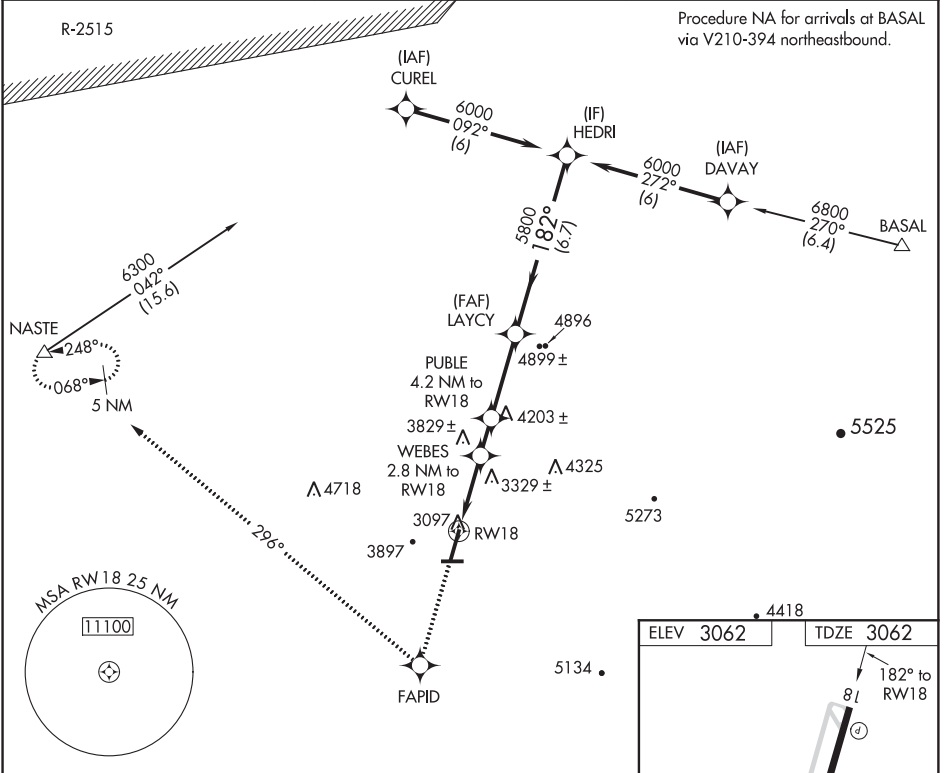 R-2515
Procedure NA for arrivals at BASAL
via V210-394 northeastbound.
(IAF)
CUREL
6000
092°
(6)
(IF)
HEDRI
(IAF)
DAVAY
6000
272°
(6)
6800
270°
(6.4)
BASAL
5800
182°
(6.7)
6300
042°
(15.6)
NASTE
248°
068°
5 NM
(FAF)
LAYCY
4896
4899 ±
PUBLE
4.2 NM to
RW18
4203 ±
3829 ±
5525
WEBES
2.8 NM to
RW18
4325
3329 ±
4718
5273
3097
RW18
3897
296°
MSA RW18 25 NM
11100
4418
5134
FAPID
ELEV 3062
TDZE 3062
182° to
RW18
18
P